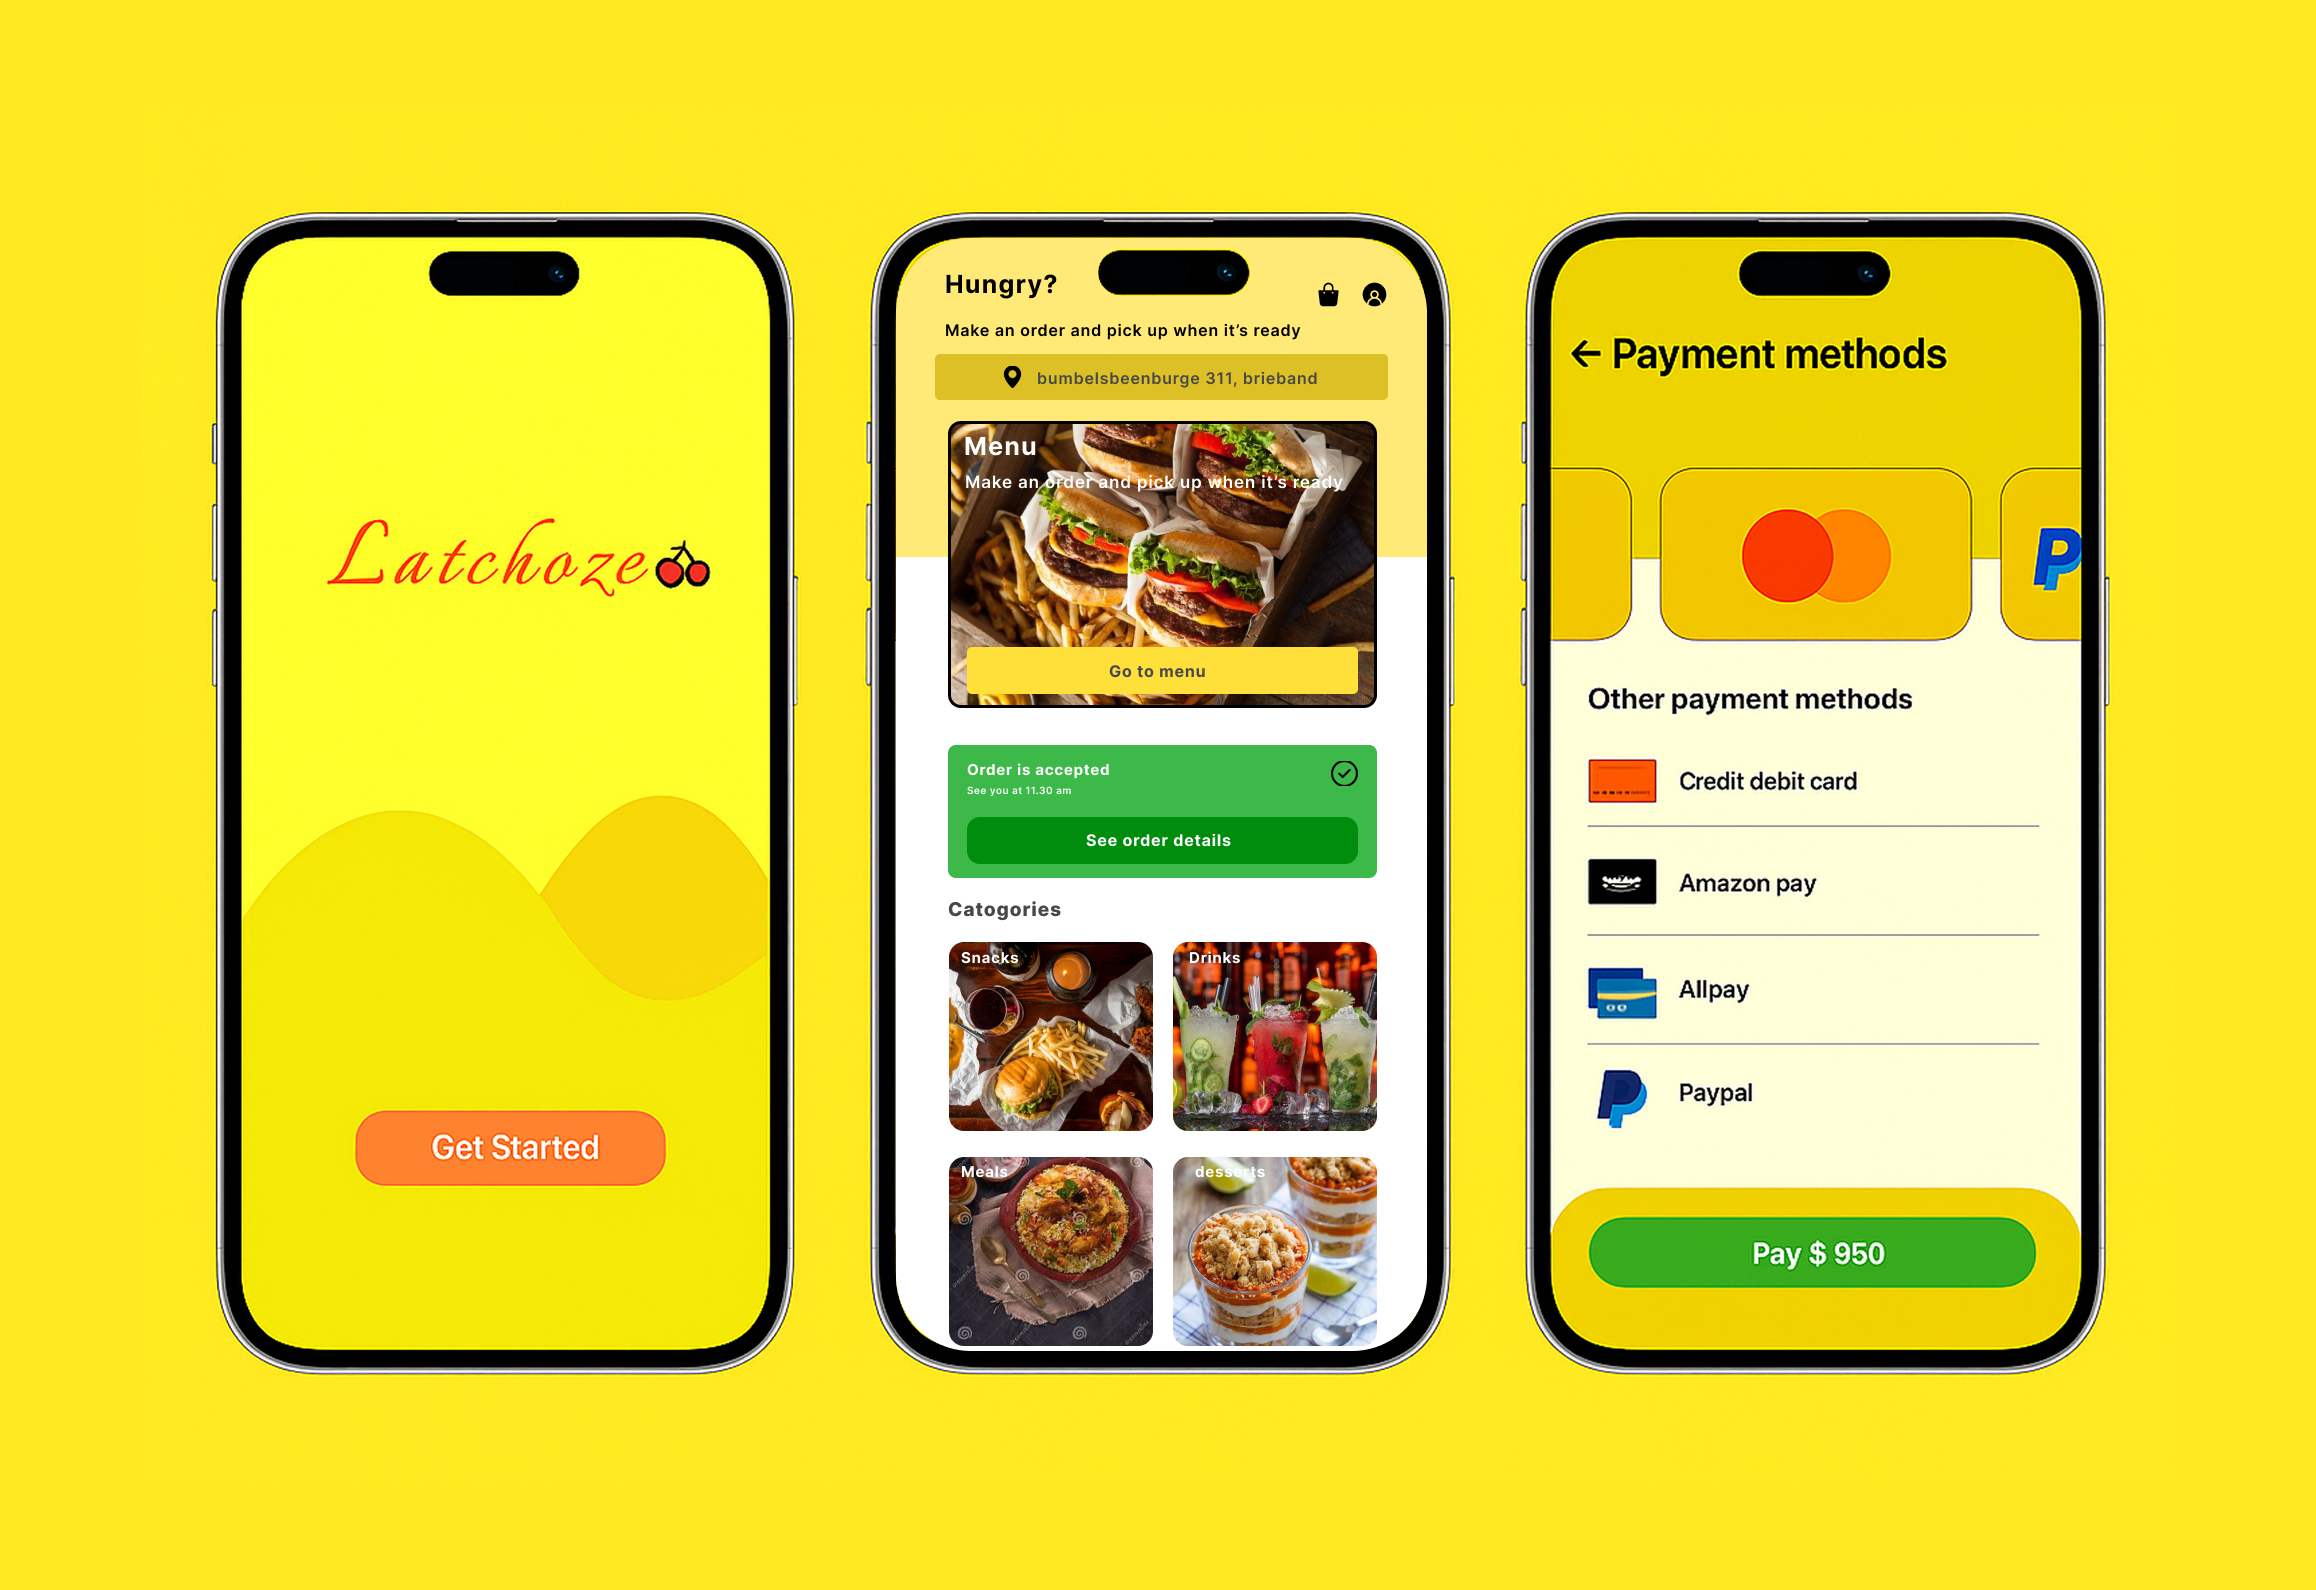 Latchoze
Get Started
Hungry?
Make an order and pick up when it's ready
bumbelsbeenburge 311, brieband
Menu
Make an order and pick up when it's ready
Go to menu
Order is accepted
See you at 11.30 am
See order details
Catogories
Snacks
Drinks
Meals
desserts
Payment methods
Other payment methods
Credit debit card
Amazon pay
Allpay
Paypal
Pay $ 950